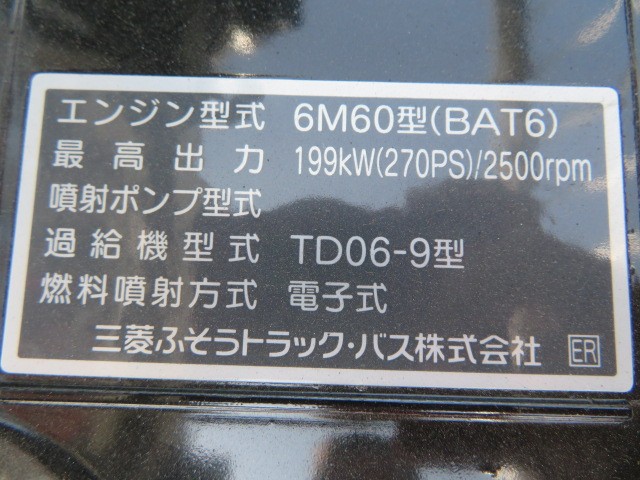 エンジン型式 6M60型(BAT6)
最高出力 199kW(270PS)/2500rpm
噴射ポンプ型式
過給機型式 TD06-9型
燃料噴射方式 電子式
三菱ふそうトラック・バス株式会社 ER